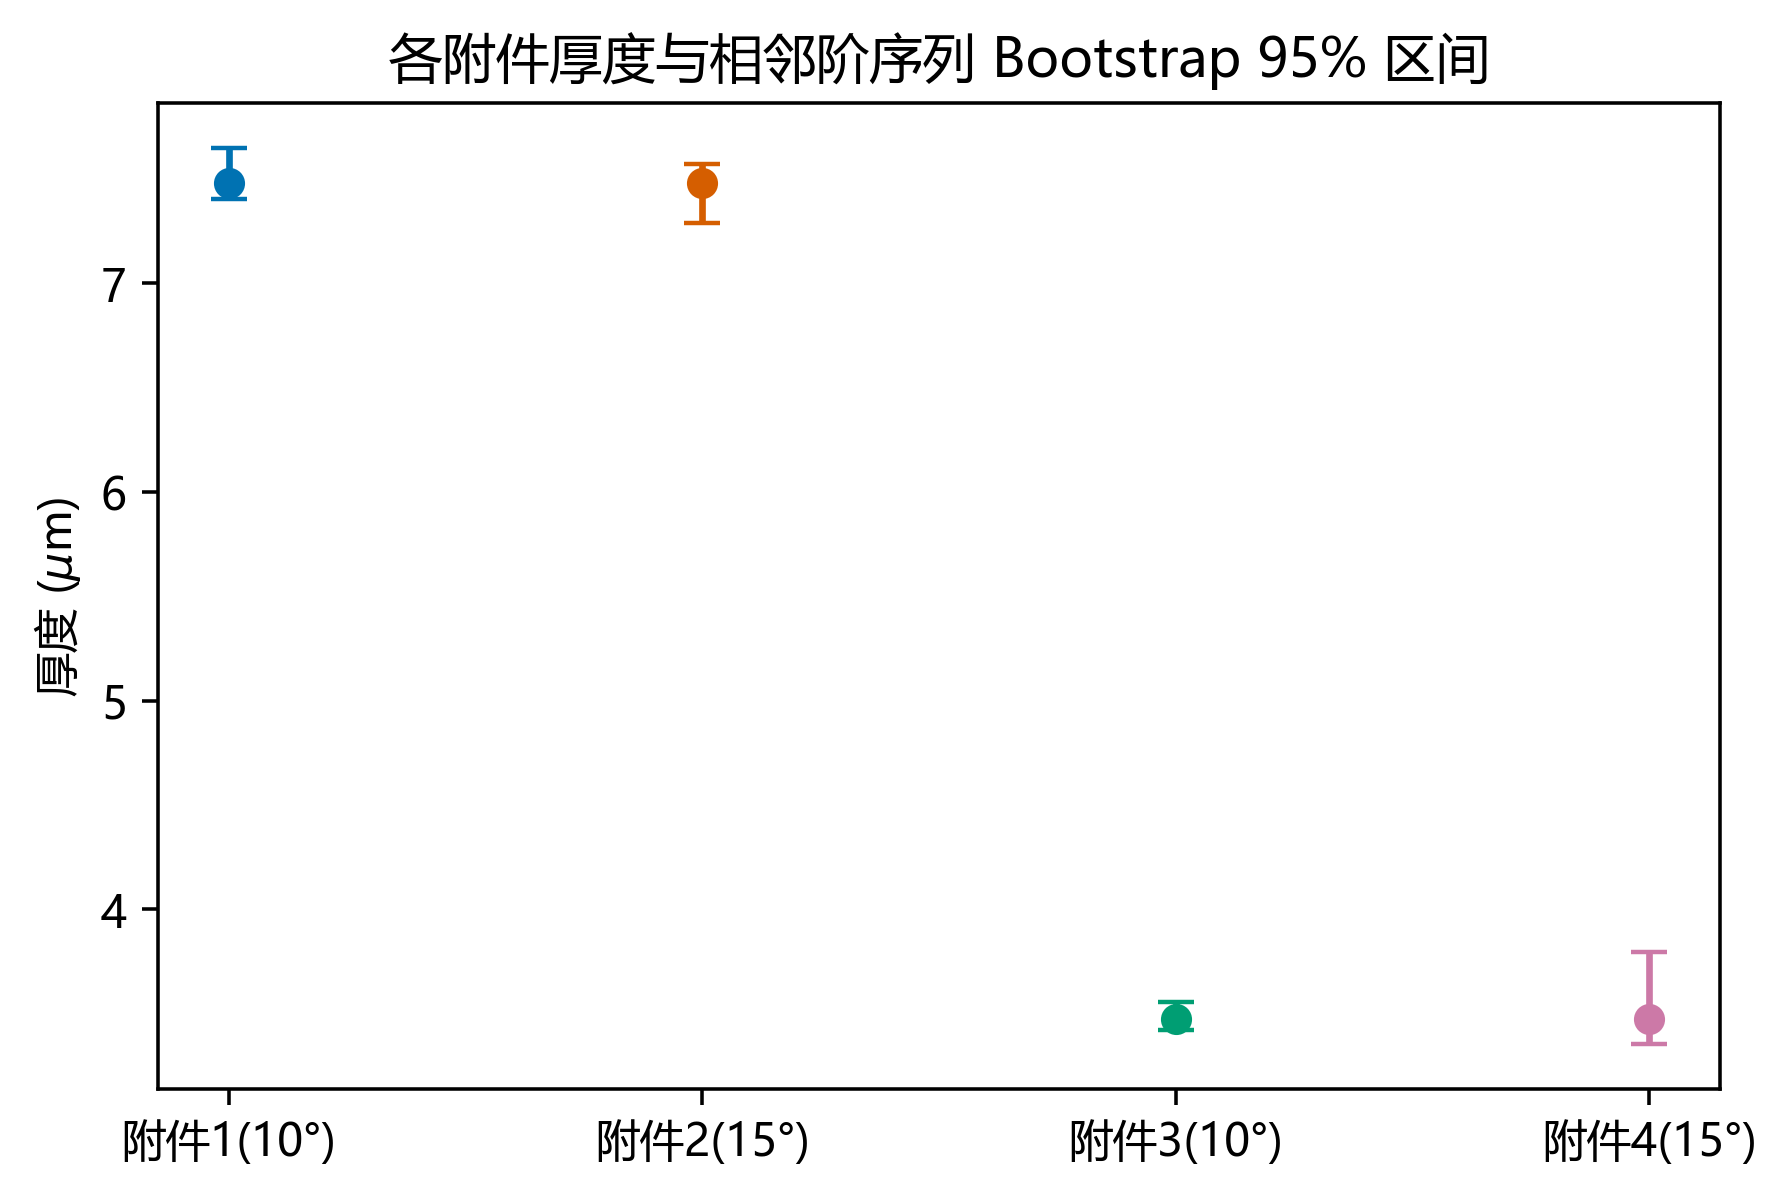 各附件厚度与相邻阶序列 Bootstrap 95% 区间
厚度 (μm)
7
6
5
4
附件1(10°)
附件2(15°)
附件3(10°)
附件4(15°)